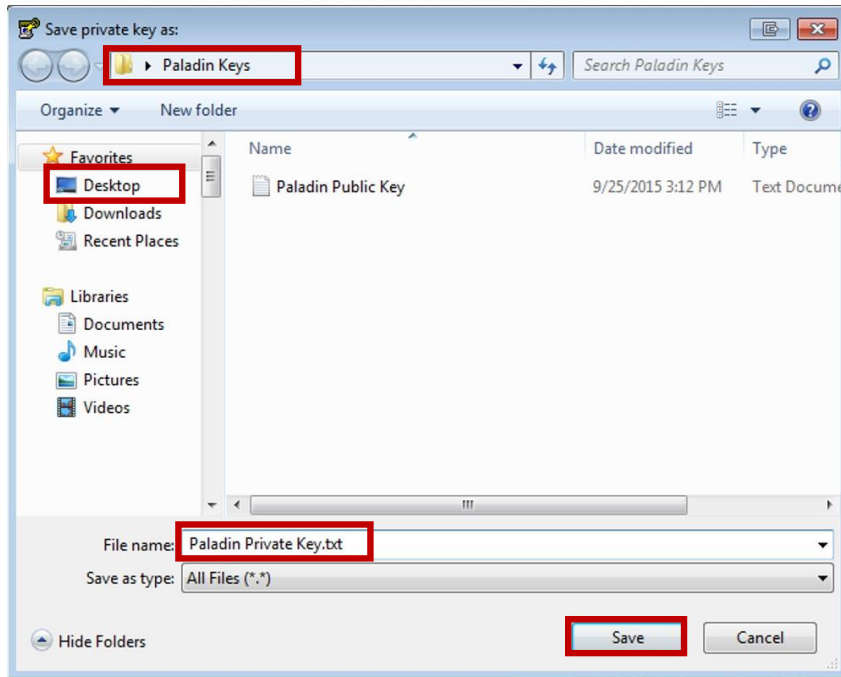 Save private key as:
Paladin Keys
Search Paladin Keys
Organize
New folder
Favorites
Desktop
Downloads
Recent Places
Libraries
Documents
Music
Pictures
Videos
Name
Date modified
Type
Paladin Public Key
9/25/2015 3:12 PM
Text Docume
File name:
Paladin Private Key.txt
Save as type:
All Files (*.*)
Hide Folders
Save
Cancel